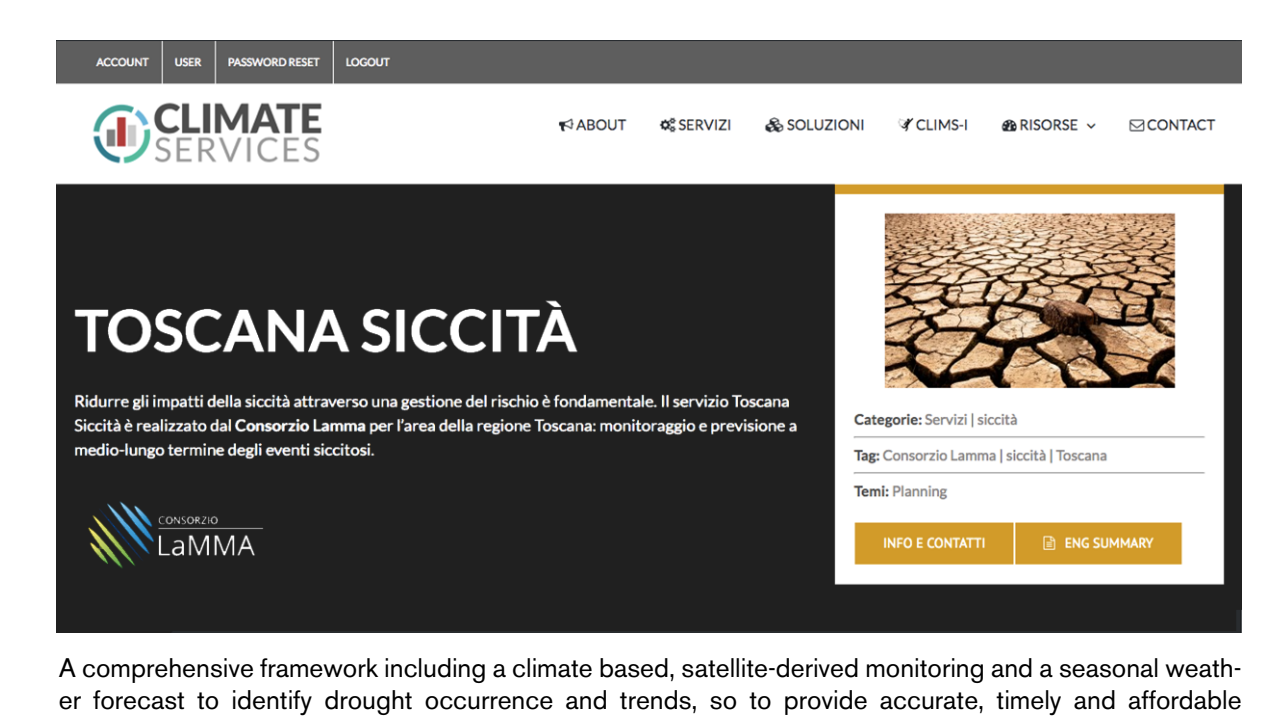 ACCOUNT USER PASSWORD RESET LOGOUT
CLIMATE
SERVICES
ABOUT SERVIZI SOLUZIONI CLIMS-I RISORSE CONTACT
TOSCANA SICCITÀ
Ridurre gli impatti della siccità attraverso una gestione del rischio è fondamentale. Il servizio Toscana
Siccità è realizzato dal Consorzio Lamma per l'area della regione Toscana: monitoraggio e previsione a
medio-lungo termine degli eventi siccitosi.
CONSORZIO
LaMMA
Categorie: Servizi | siccità
Tag: Consorzio Lamma | siccità | Toscana
Temi: Planning
INFO E CONTATTI ENG SUMMARY
A comprehensive framework including a climate based, satellite-derived monitoring and a seasonal weath-
er forecast to identify drought occurrence and trends, so to provide accurate, timely and affordable